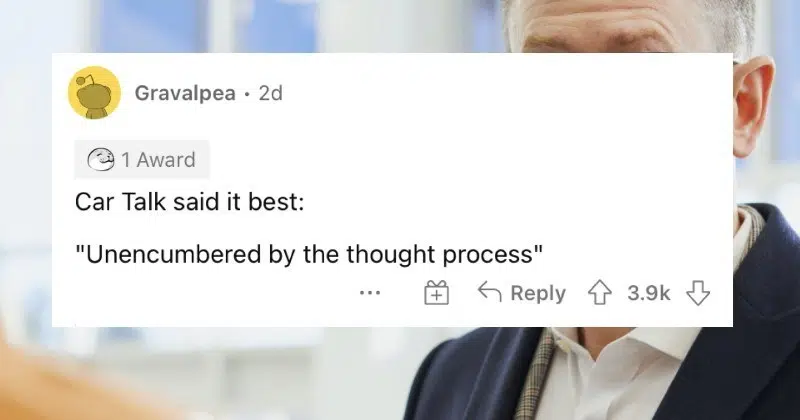 Gravalpea • 2d
1 Award
Car Talk said it best:
"Unencumbered by the thought process"
Reply 3.9k